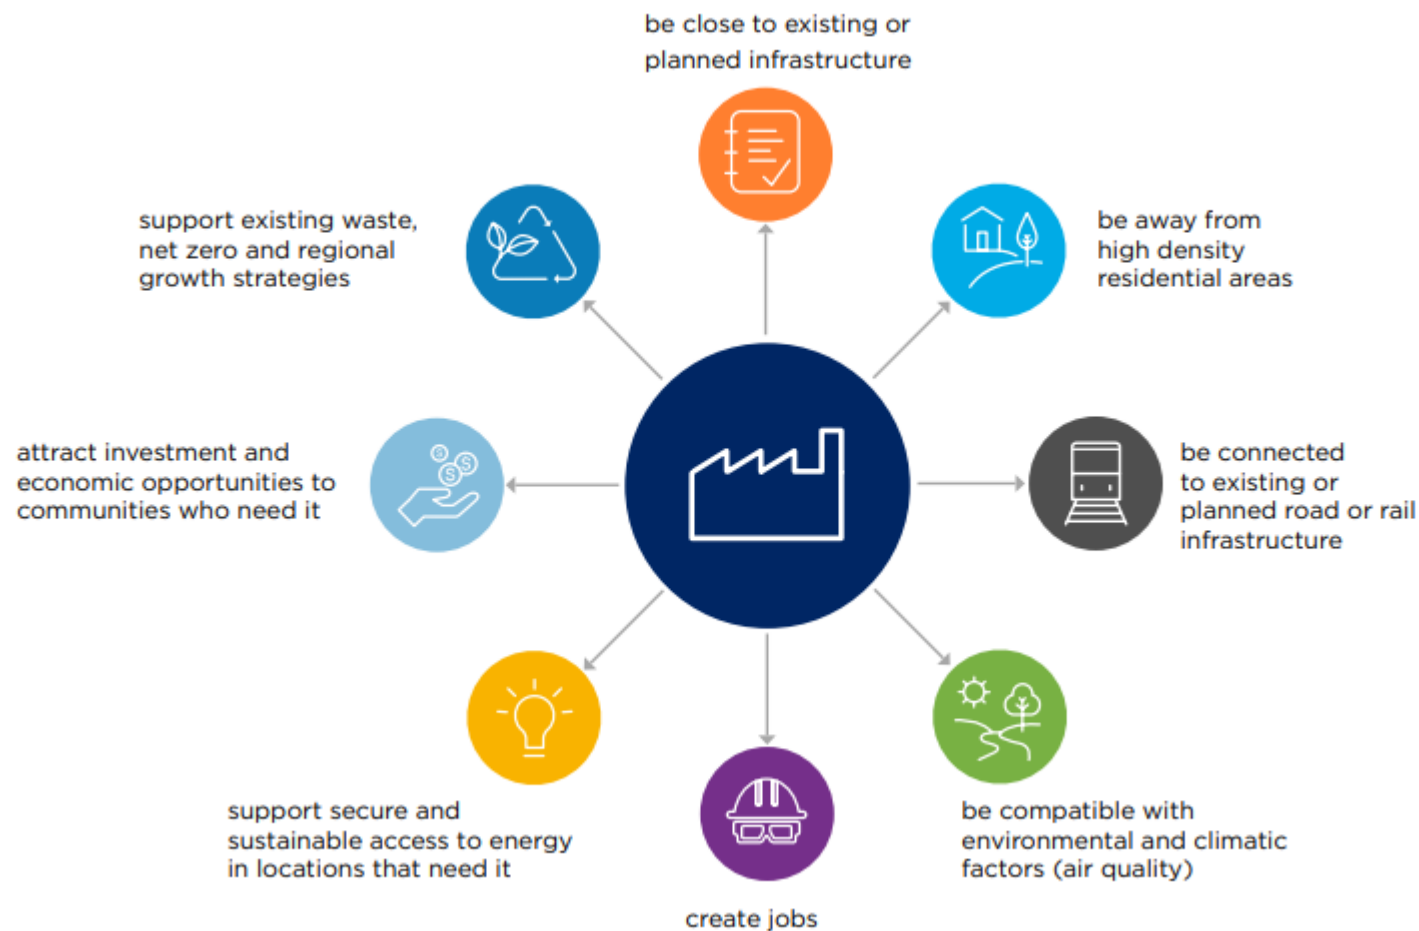 be close to existing or
planned infrastructure
be away from
high density
residential areas
be connected
to existing or
planned road or rail
infrastructure
be compatible with
environmental and climatic
factors (air quality)
create jobs
support secure and
sustainable access to energy
in locations that need it
attract investment and
economic opportunities to
communities who need it
support existing waste,
net zero and regional
growth strategies